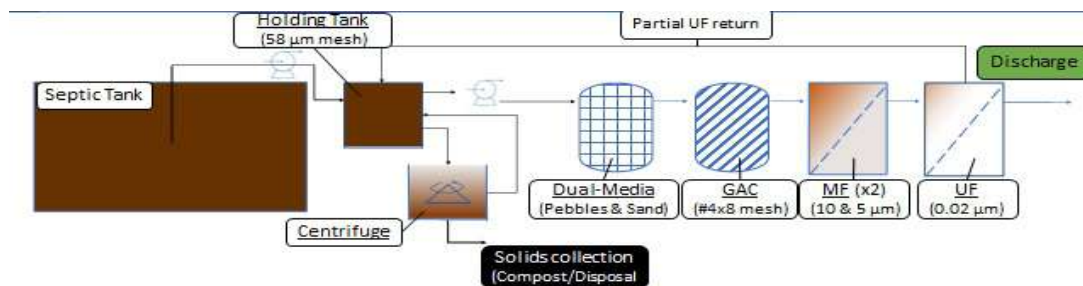 Holding Tank
(58 µm mesh)
Partial UF return
Discharge
Septic Tank
Dual-Media
(Pebbles & Sand)
GAC
(#4x8 mesh)
MF (x2)
(10 & 5 µm)
UF
(0.02 µm)
Centrifuge
Solids collection
(Compost/Disposal